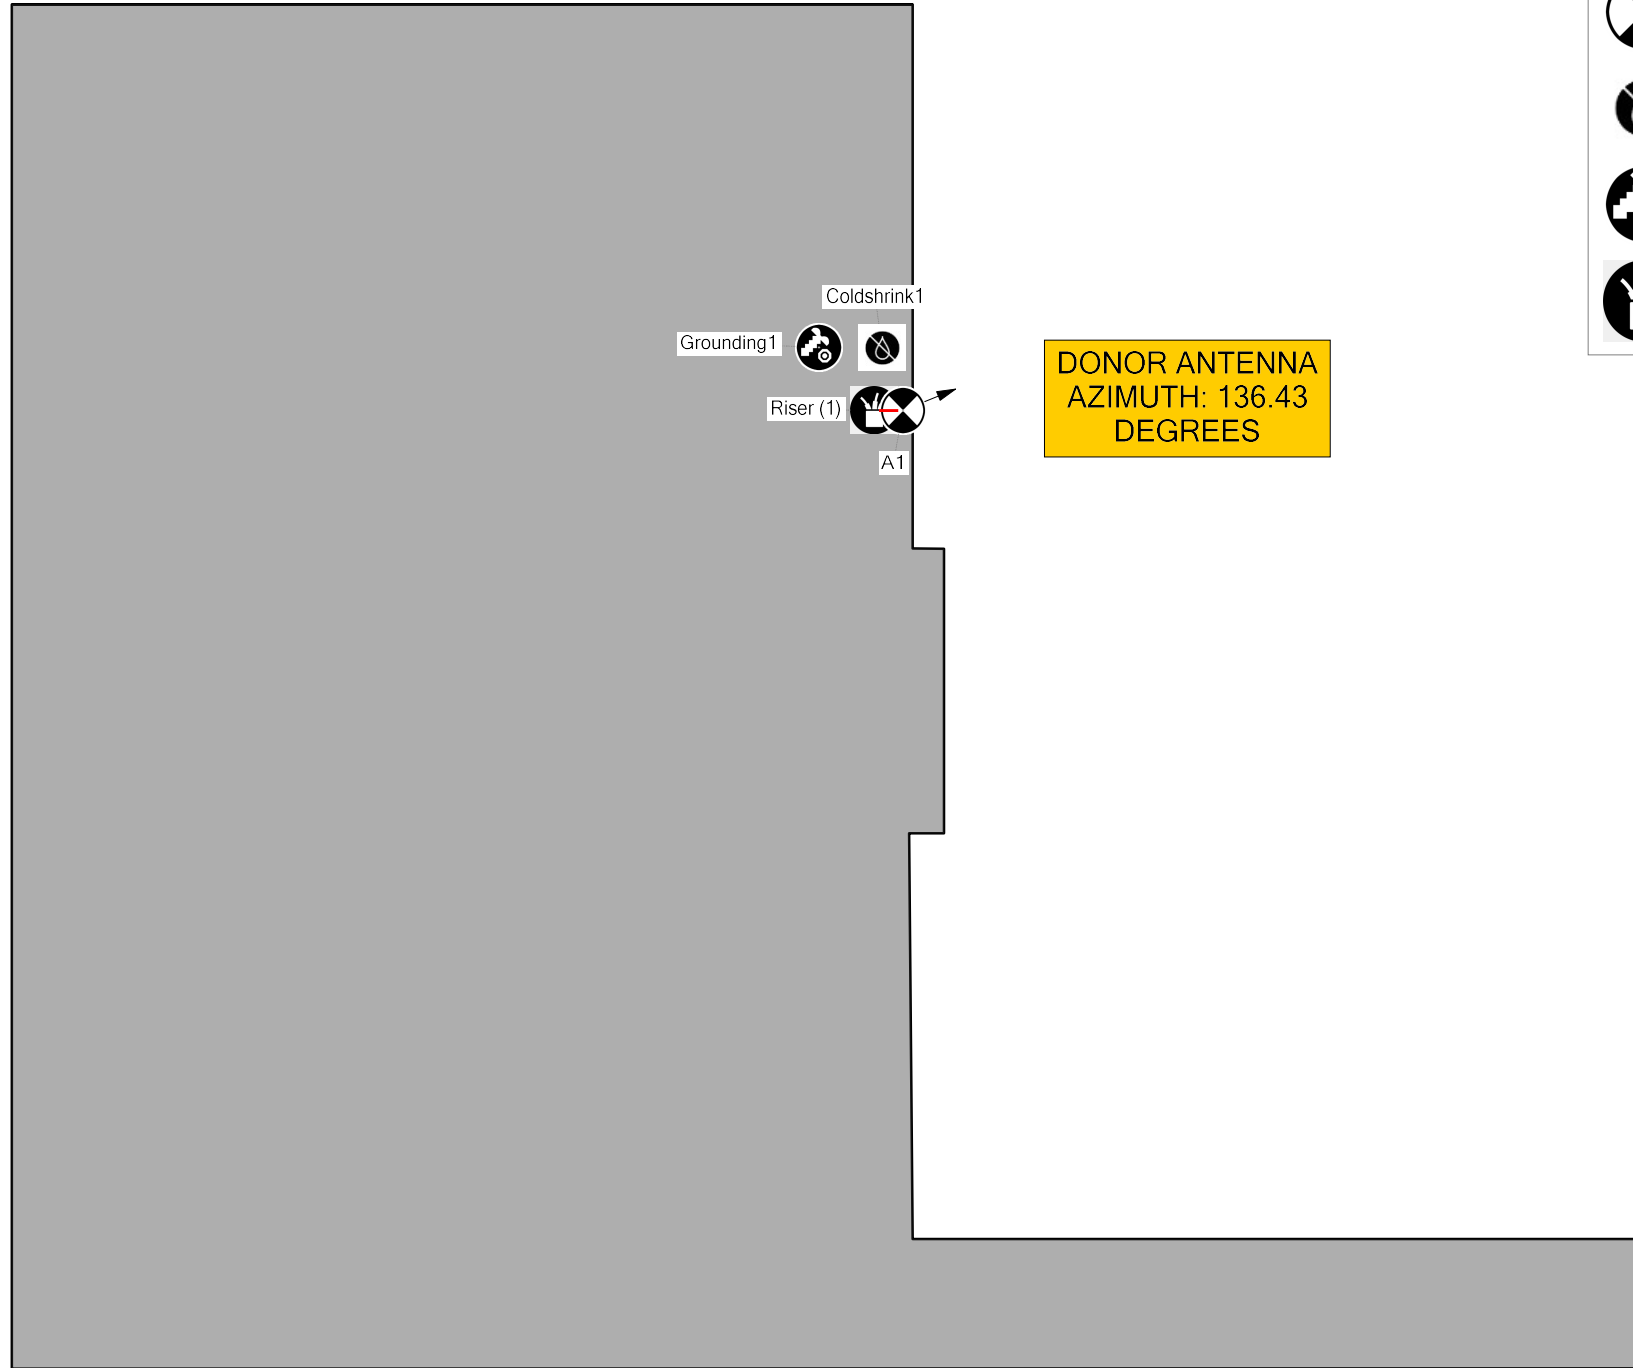 Coldshrink1
Grounding1
Riser (1)
A1
DONOR ANTENNA
AZIMUTH: 136.43
DEGREES